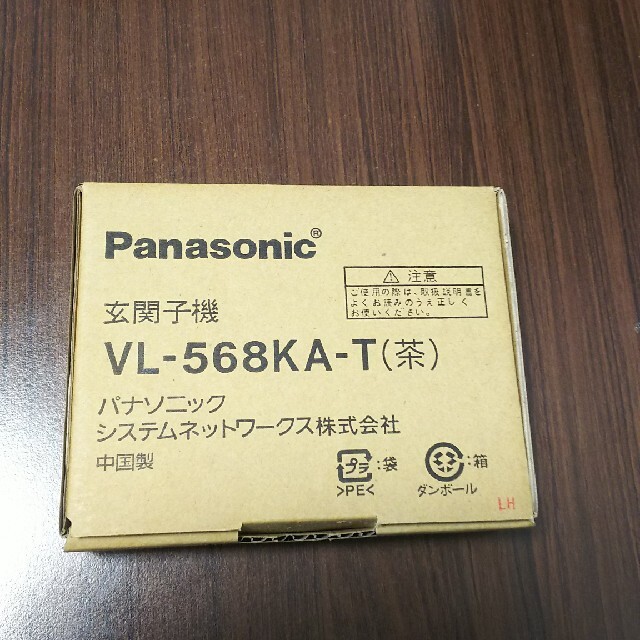 Panasonic®
⚠注意
ご使用の際は、取扱説明書を
よくお読みのうえ正しく
お使いください。
玄関子機
VL-568KA-T(茶)
パナソニック
システムネットワークス株式会社
中国製
プラ :袋
>PE<
:箱
ダンボール
LH